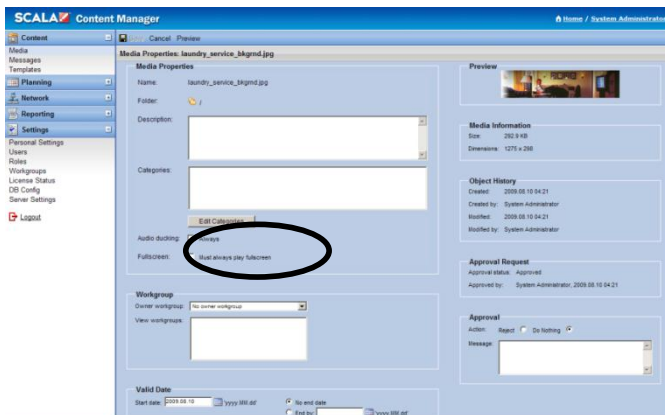 SCALA Content Manager
Home / System Administrator
Content
Media
Messages
Templates
Planning
Network
Reporting
Settings
Personal Settings
Users
Roles
Workgroups
License Status
DB Config
Server Settings
Logout
Cancel Preview
Media Properties: laundry_service_bkgrnd.jpg
Media Properties
Name: laundry_service_bkgrnd.jpg
Folder: /
Description:
Categories:
Edit Categories
Audio ducking: Always
Fullscreen: Must always play fullscreen
Workgroup
Owner workgroup: No owner workgroup
View workgroups:
Valid Date
Start date: 2009.08.10 'yyyy.MM.dd'
No end date
End by: 'yyyy.MM.dd'
Preview
Media Information
Size: 292.9 KB
Dimensions: 1275 x 298
Object History
Created: 2009.08.10 04:21
Created by: System Administrator
Modified: 2009.08.10 04:21
Modified by: System Administrator
Approval Request
Approval status: Approved
Approved by: System Administrator, 2009.08.10 04:21
Approval
Action: Reject Do Nothing
Message: